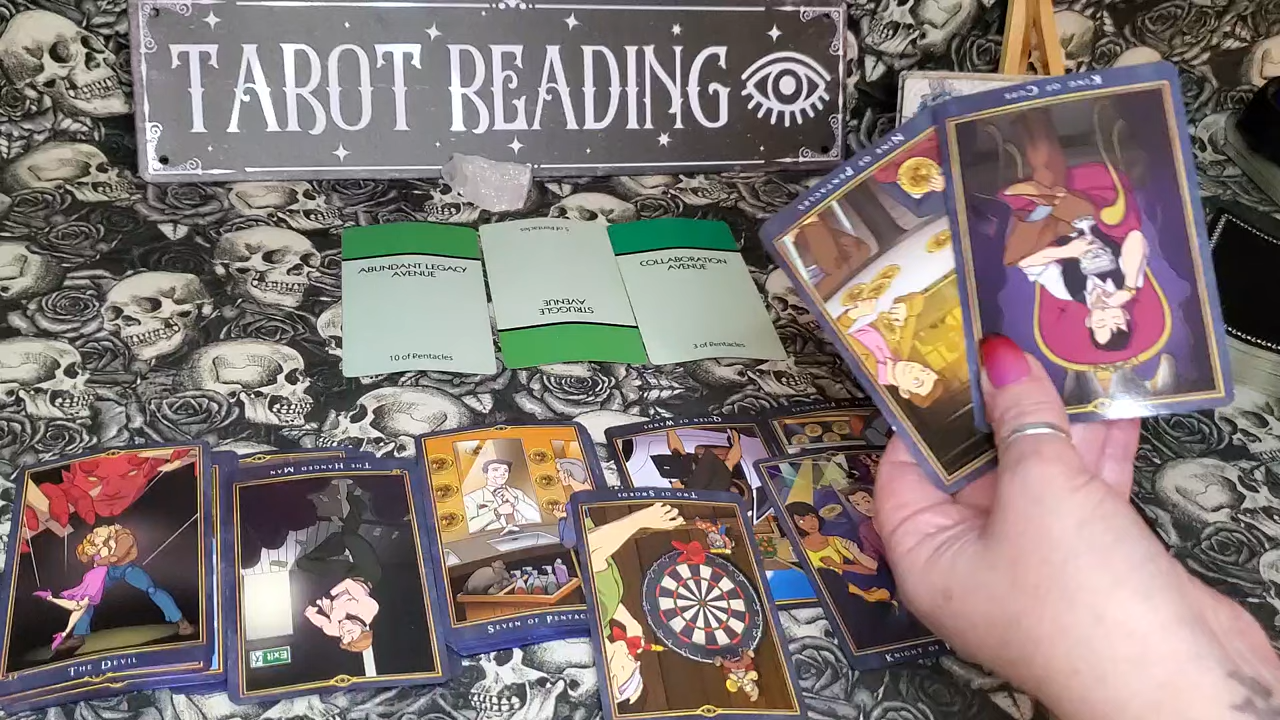 TAROT READING
KING OF CUPS
NINE OF PENTACLES
ABUNDANT LEGACY
AVENUE
10 of Pentacles
5 of Pentacles
STRUGGLE
AVENUE
COLLABORATION
AVENUE
3 of Pentacles
THE DEVIL
THE HANGED MAN
Exit
SEVEN OF PENTAC
QUEEN OF WANDS
TWO OF SWORDS
KNIGHT OF